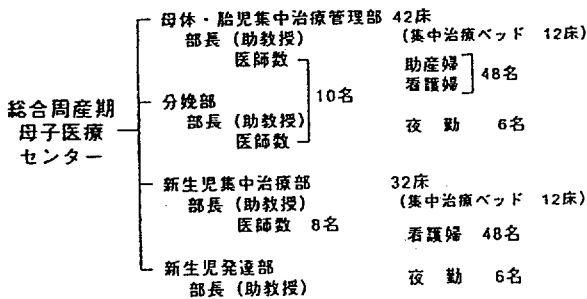 総合周産期
母子医療
センター
母体・胎児集中治療管理部 42床
部長(助教授) (集中治療ベッド 12床)
医師数
助産婦
看護婦 48名
10名
分娩部
部長(助教授) 夜 勤 6名
医師数
新生児集中治療部 32床
部長(助教授) (集中治療ベッド 12床)
医師数 8名
看護婦 48名
新生児発達部
部長(助教授) 夜 勤 6名